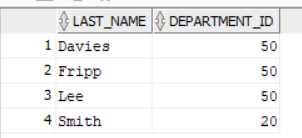 LAST_NAME DEPARTMENT_ID
1 Davies 50
2 Fripp 50
3 Lee 50
4 Smith 20